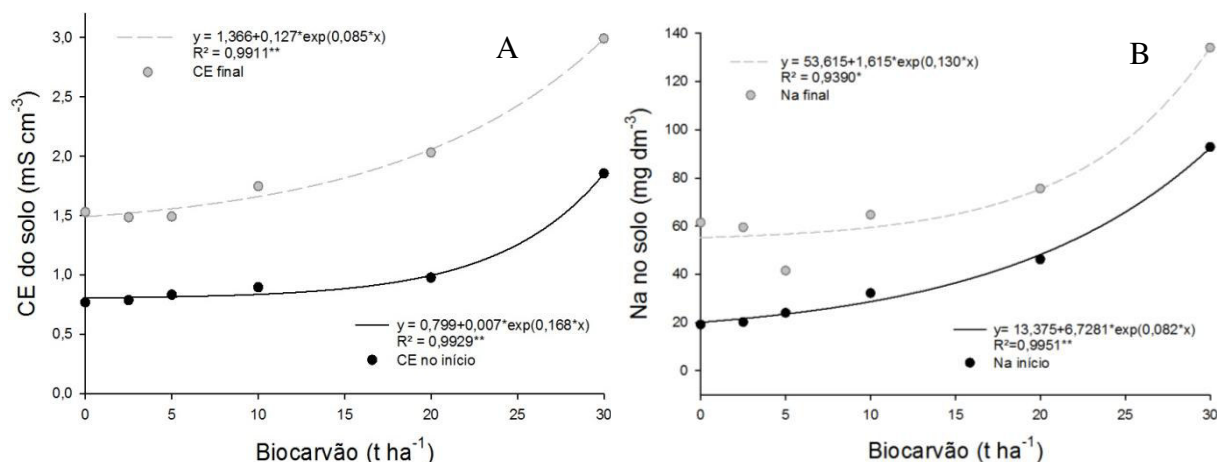 A
y = 1,366+0,127*exp(0,085*x)
R² = 0,9911**
CE final
CE do solo (mS cm⁻³)
3,0
2,5
2,0
1,5
1,0
0,5
0,0
y = 0,799+0,007*exp(0,168*x)
R² = 0,9929**
CE no início
0 5 10 15 20 25 30
Biocarvão (t ha⁻¹)
B
y = 53,615+1,615*exp(0,130*x)
R² = 0,9390*
Na final
Na no solo (mg dm⁻³)
140
120
100
80
60
40
20
0
y= 13,375+6,7281*exp(0,082*x)
R²=0,9951**
Na início
0 5 10 15 20 25 30
Biocarvão (t ha⁻¹)